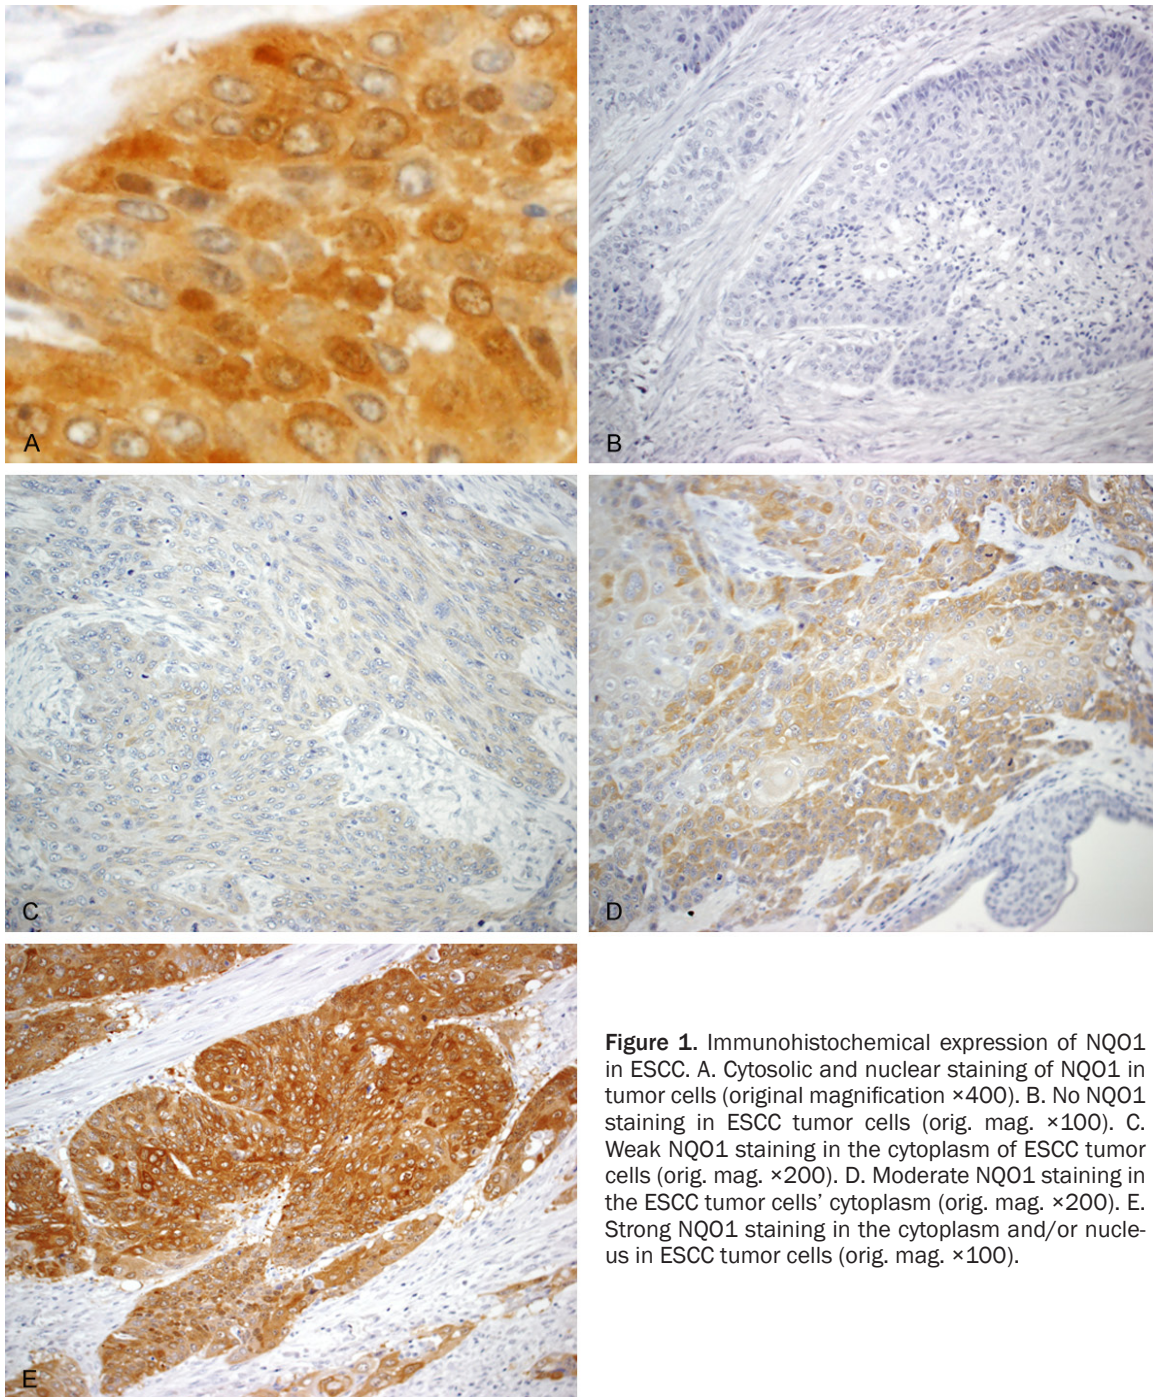 A
B
C
D
E
Figure 1. Immunohistochemical expression of NQO1
in ESCC. A. Cytosolic and nuclear staining of NQO1 in
tumor cells (original magnification ×400). B. No NQO1
staining in ESCC tumor cells (orig. mag. ×100). C.
Weak NQO1 staining in the cytoplasm of ESCC tumor
cells (orig. mag. ×200). D. Moderate NQO1 staining in
the ESCC tumor cells’ cytoplasm (orig. mag. ×200). E.
Strong NQO1 staining in the cytoplasm and/or nucle-
us in ESCC tumor cells (orig. mag. ×100).